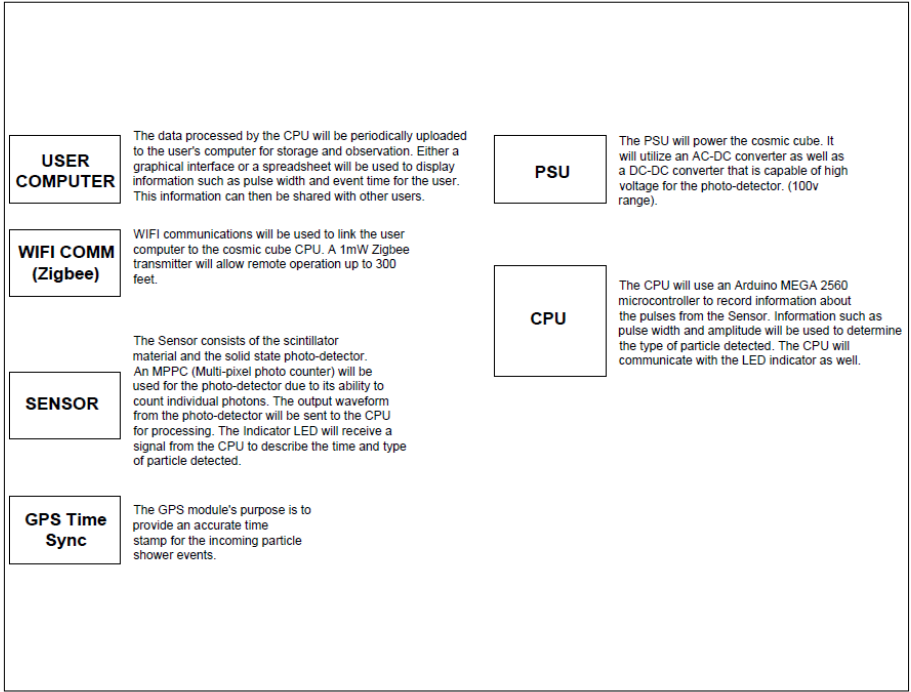 USER
COMPUTER
The data processed by the CPU will be periodically uploaded
to the user's computer for storage and observation. Either a
graphical interface or a spreadsheet will be used to display
information such as pulse width and event time for the user.
This information can then be shared with other users.
WIFI COMM
(Zigbee)
WIFI communications will be used to link the user
computer to the cosmic cube CPU. A 1mW Zigbee
transmitter will allow remote operation up to 300
feet.
SENSOR
The Sensor consists of the scintillator
material and the solid state photo-detector.
An MPPC (Multi-pixel photo counter) will be
used for the photo-detector due to its ability to
count individual photons. The output waveform
from the photo-detector will be sent to the CPU
for processing. The Indicator LED will receive a
signal from the CPU to describe the time and type
of particle detected.
GPS Time
Sync
The GPS module's purpose is to
provide an accurate time
stamp for the incoming particle
shower events.
PSU
The PSU will power the cosmic cube. It
will utilize an AC-DC converter as well as
a DC-DC converter that is capable of high
voltage for the photo-detector. (100v
range).
CPU
The CPU will use an Arduino MEGA 2560
microcontroller to record information about
the pulses from the Sensor. Information such as
pulse width and amplitude will be used to determine
the type of particle detected. The CPU will
communicate with the LED indicator as well.